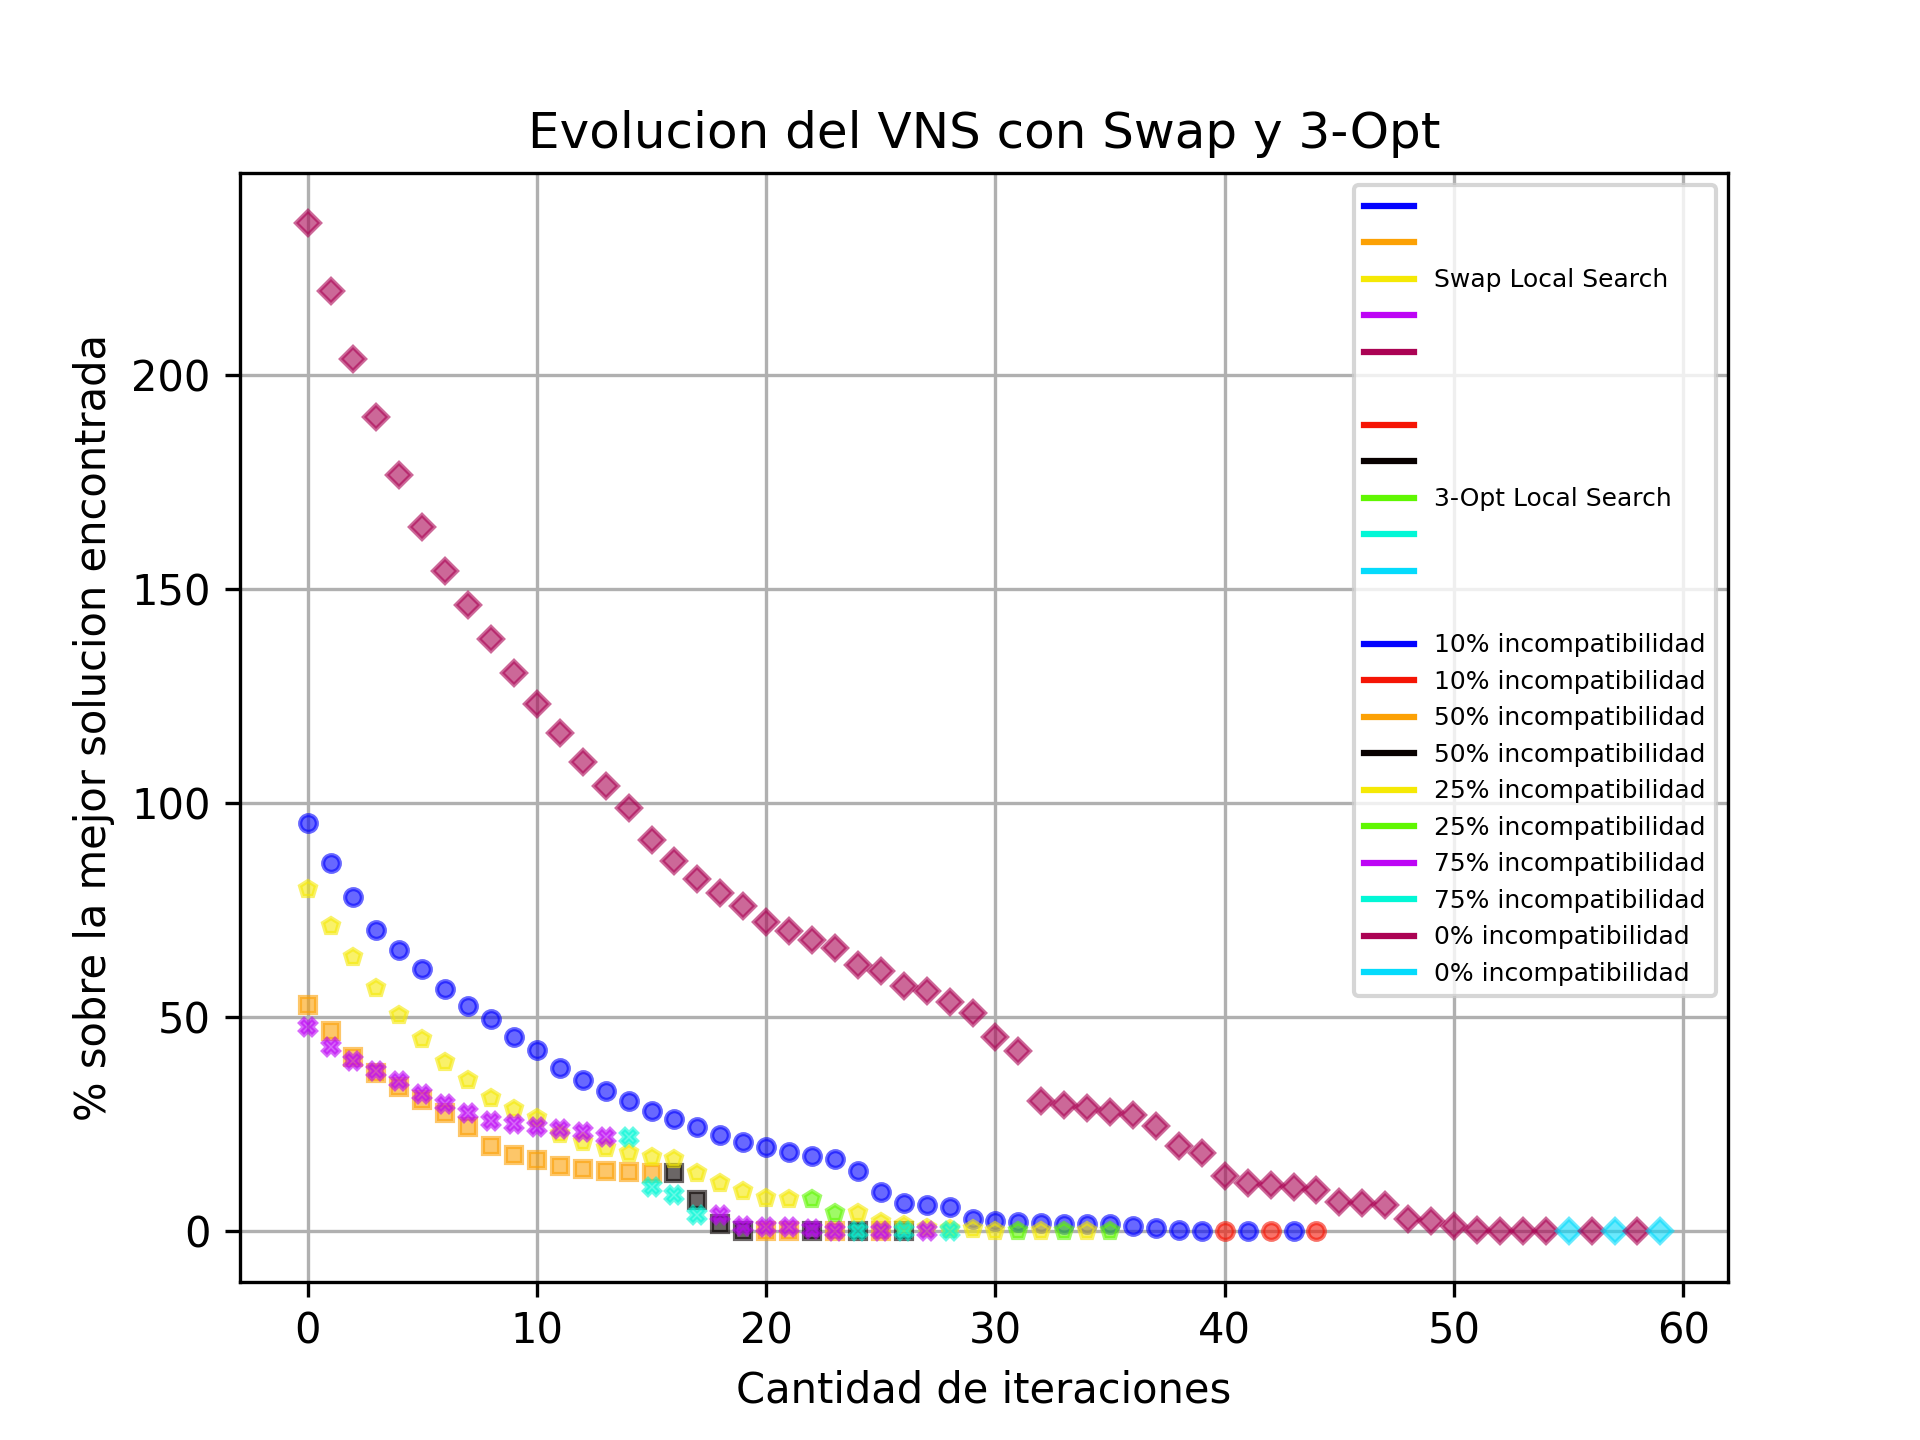 Evolucion del VNS con Swap y 3-Opt
% sobre la mejor solucion encontrada
200
150
100
50
0
0 10 20 30 40 50 60
Cantidad de iteraciones
Swap Local Search
3-Opt Local Search
10% incompatibilidad
10% incompatibilidad
50% incompatibilidad
50% incompatibilidad
25% incompatibilidad
25% incompatibilidad
75% incompatibilidad
75% incompatibilidad
0% incompatibilidad
0% incompatibilidad